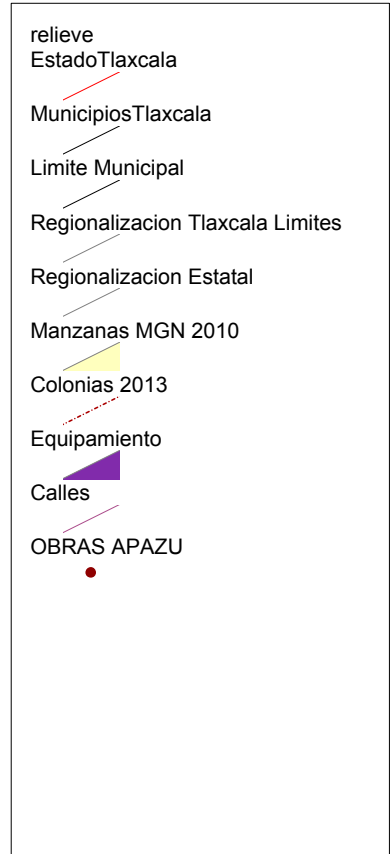 relieve
EstadoTlaxcala
MunicipiosTlaxcala
Limite Municipal
Regionalizacion Tlaxcala Limites
Regionalizacion Estatal
Manzanas MGN 2010
Colonias 2013
Equipamiento
Calles
OBRAS APAZU